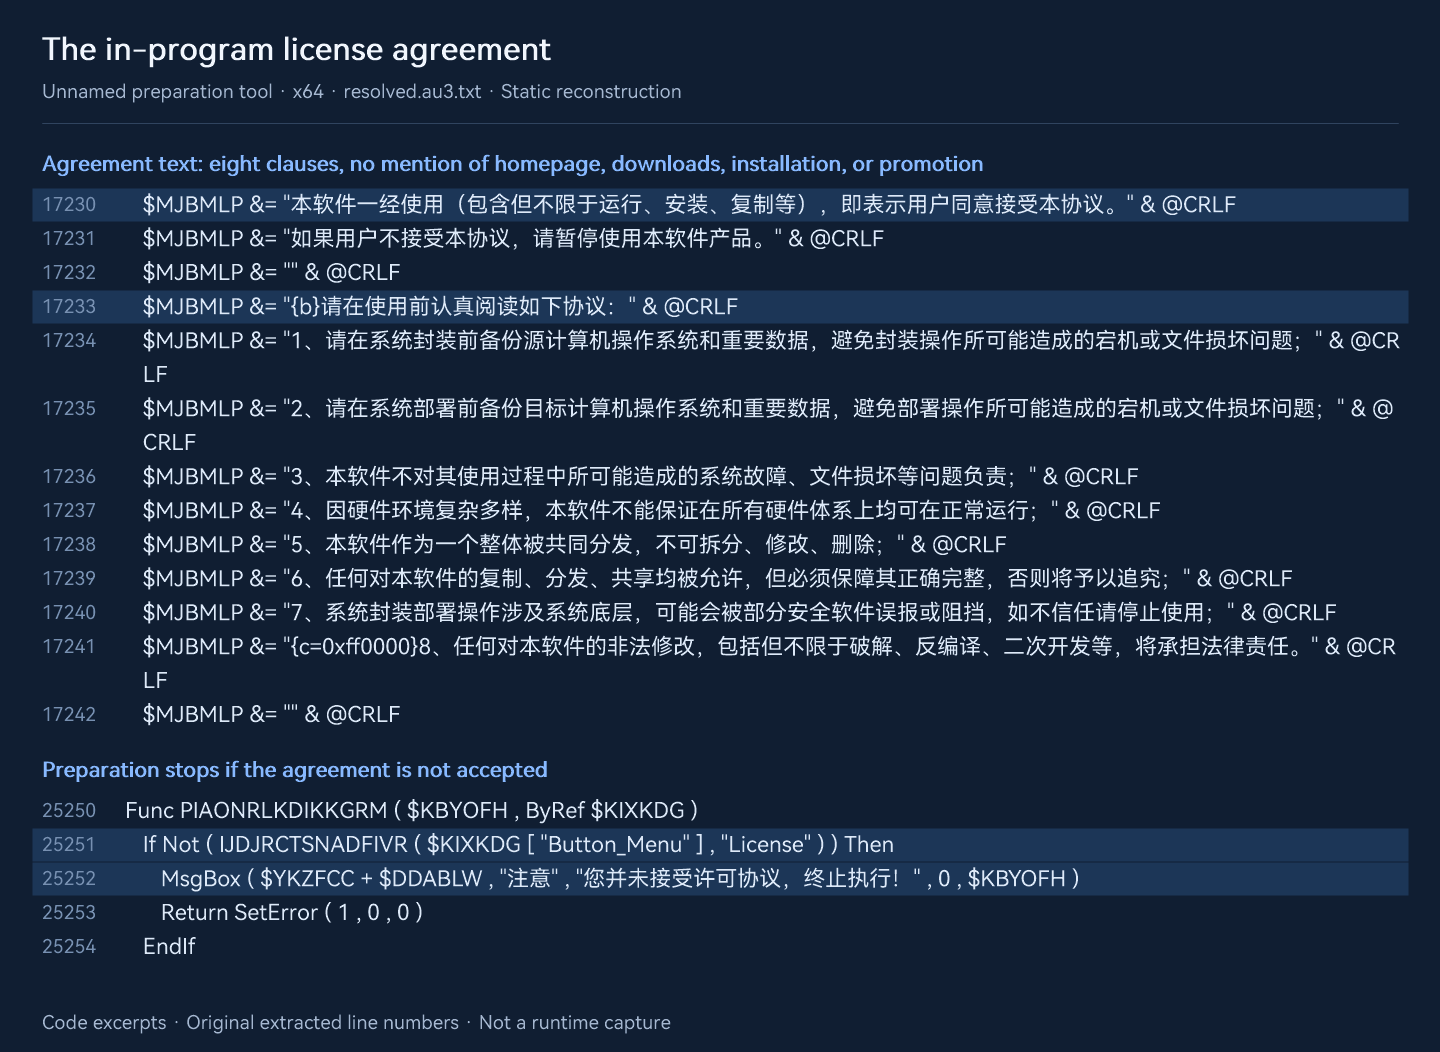 The in-program license agreement
Unnamed preparation tool · x64 · resolved.au3.txt · Static reconstruction
Agreement text: eight clauses, no mention of homepage, downloads, installation, or promotion
17230 $MJBMLP &= "本软件一经使用（包含但不限于运行、安装、复制等），即表示用户同意接受本协议。" & @CRLF
17231 $MJBMLP &= "如果用户不接受本协议，请暂停使用本软件产品。" & @CRLF
17232 $MJBMLP &= "" & @CRLF
17233 $MJBMLP &= "{b}请在使用前认真阅读如下协议：" & @CRLF
17234 $MJBMLP &= "1、请在系统封装前备份源计算机操作系统和重要数据，避免封装操作所可能造成的宕机或文件损坏问题；" & @CR
LF
17235 $MJBMLP &= "2、请在系统部署前备份目标计算机操作系统和重要数据，避免部署操作所可能造成的宕机或文件损坏问题；" & @
CRLF
17236 $MJBMLP &= "3、本软件不对其使用过程中所可能造成的系统故障、文件损坏等问题负责；" & @CRLF
17237 $MJBMLP &= "4、因硬件环境复杂多样，本软件不能保证在所有硬件体系上均可在正常运行；" & @CRLF
17238 $MJBMLP &= "5、本软件作为一个整体被共同分发，不可拆分、修改、删除；" & @CRLF
17239 $MJBMLP &= "6、任何对本软件的复制、分发、共享均被允许，但必须保障其正确完整，否则将予以追究；" & @CRLF
17240 $MJBMLP &= "7、系统封装部署操作涉及系统底层，可能会被部分安全软件误报或阻挡，如不信任请停止使用；" & @CRLF
17241 $MJBMLP &= "{c=0xff0000}8、任何对本软件的非法修改，包括但不限于破解、反编译、二次开发等，将承担法律责任。" & @CR
LF
17242 $MJBMLP &= "" & @CRLF
Preparation stops if the agreement is not accepted
25250 Func PIAONRLKDIKKGRM ( $KBYOFH , ByRef $KIXKDG )
25251 If Not ( IJDJRCTSNADFIVR ( $KIXKDG [ "Button_Menu" ] , "License" ) ) Then
25252 MsgBox ( $YKZFCC + $DDABLW , "注意" , "您并未接受许可协议，终止执行！" , 0 , $KBYOFH )
25253 Return SetError ( 1 , 0 , 0 )
25254 EndIf
Code excerpts · Original extracted line numbers · Not a runtime capture